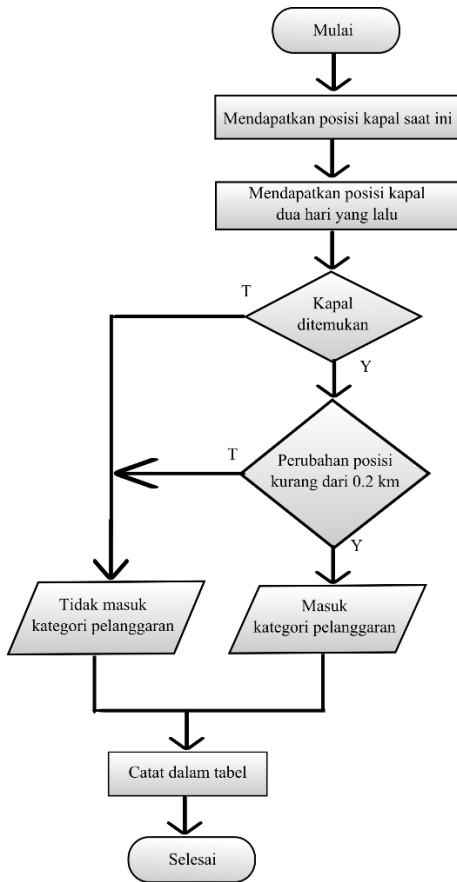 Mulai
Mendapatkan posisi kapal saat ini
Mendapatkan posisi kapal
dua hari yang lalu
T
Kapal
ditemukan
Y
T
Perubahan posisi
kurang dari 0.2 km
Y
Tidak masuk
kategori pelanggaran
Masuk
kategori pelanggaran
Catat dalam tabel
Selesai